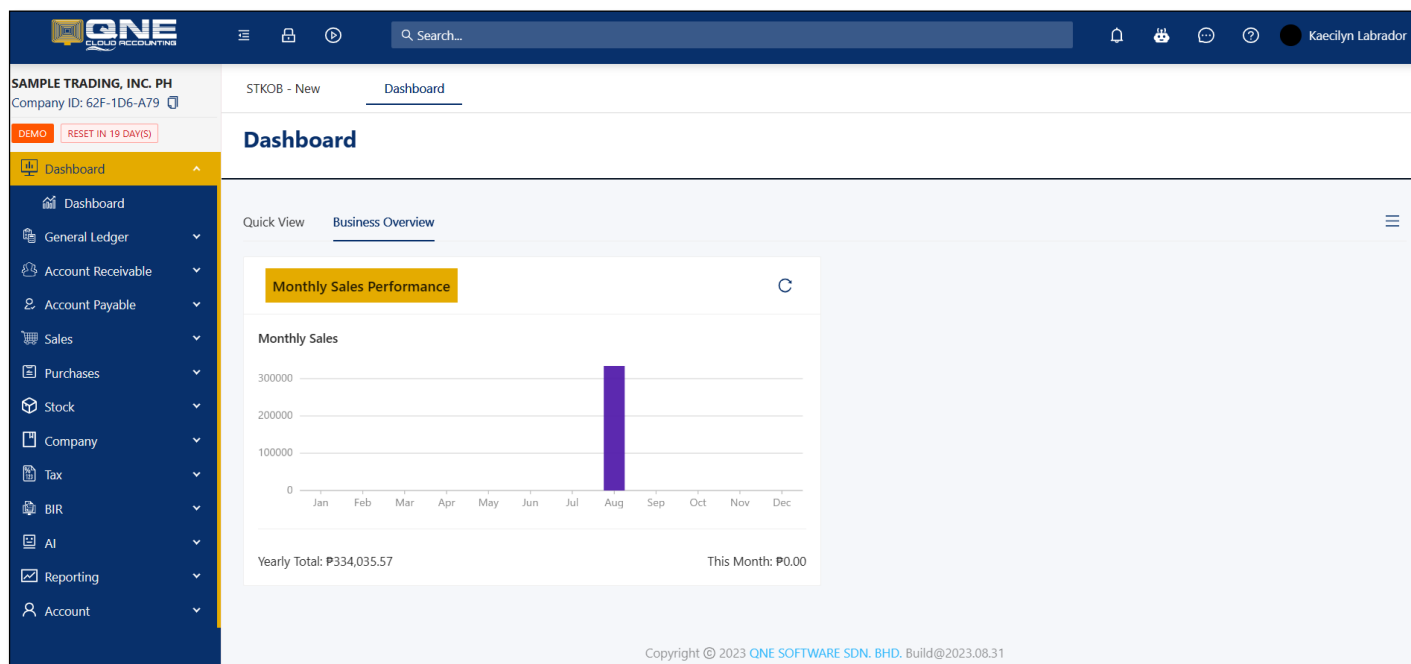 QNE
CLOUD ACCOUNTING
Search...
Kaecilyn Labrador
SAMPLE TRADING, INC. PH
Company ID: 62F-1D6-A79
DEMO RESET IN 19 DAY(S)
Dashboard
Dashboard
General Ledger
Account Receivable
Account Payable
Sales
Purchases
Stock
Company
Tax
BIR
AI
Reporting
Account
STKOB - New Dashboard
Dashboard
Quick View Business Overview
Monthly Sales Performance
Monthly Sales
300000
200000
100000
0
Jan Feb Mar Apr May Jun Jul Aug Sep Oct Nov Dec
Yearly Total: ₱334,035.57 This Month: ₱0.00
Copyright © 2023 QNE SOFTWARE SDN. BHD. Build@2023.08.31